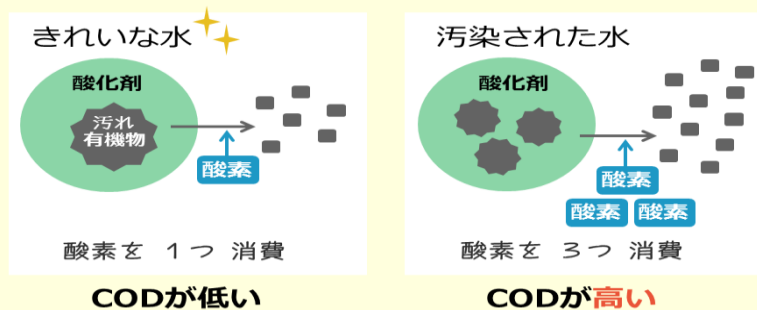 きれいな水
酸化剤
汚れ
有機物
酸素
酸素を 1つ 消費
CODが低い
汚染された水
酸化剤
酸素
酸素 酸素
酸素を 3つ 消費
CODが高い